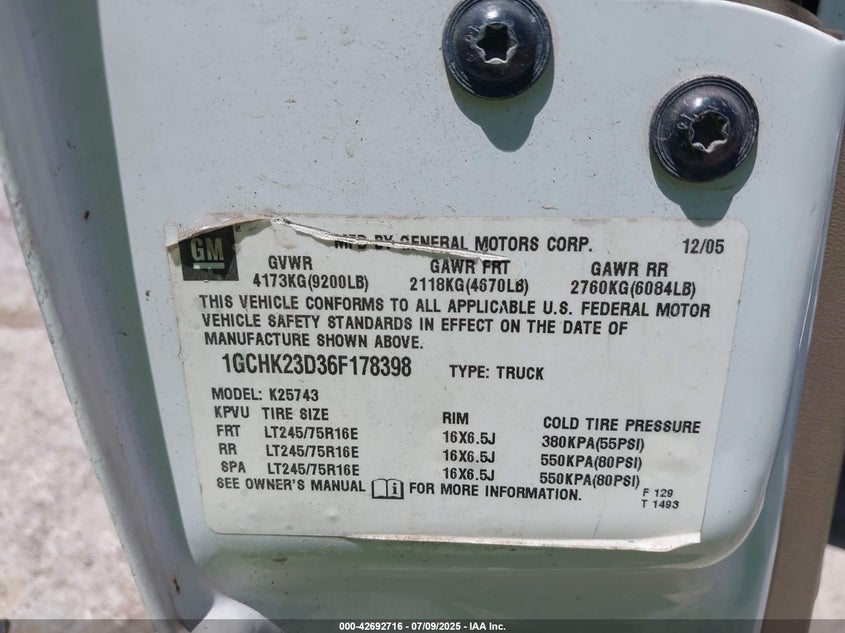 GM
MFD BY GENERAL MOTORS CORP. 12/05
GVWR GAWR FRT GAWR RR
4173KG(9200LB) 2118KG(4670LB) 2760KG(6084LB)
THIS VEHICLE CONFORMS TO ALL APPLICABLE U.S. FEDERAL MOTOR
VEHICLE SAFETY STANDARDS IN EFFECT ON THE DATE OF
MANUFACTURE SHOWN ABOVE.
1GCHK23D36F178398 TYPE: TRUCK
MODEL: K25743
KPVU TIRE SIZE RIM COLD TIRE PRESSURE
FRT LT245/75R16E 16X6.5J 380KPA(55PSI)
RR LT245/75R16E 16X6.5J 550KPA(80PSI)
SPA LT245/75R16E 16X6.5J 550KPA(80PSI)
SEE OWNER'S MANUAL FOR MORE INFORMATION.
F 129
T 1493
000-42692716 - 07/09/2025 - IAA Inc.